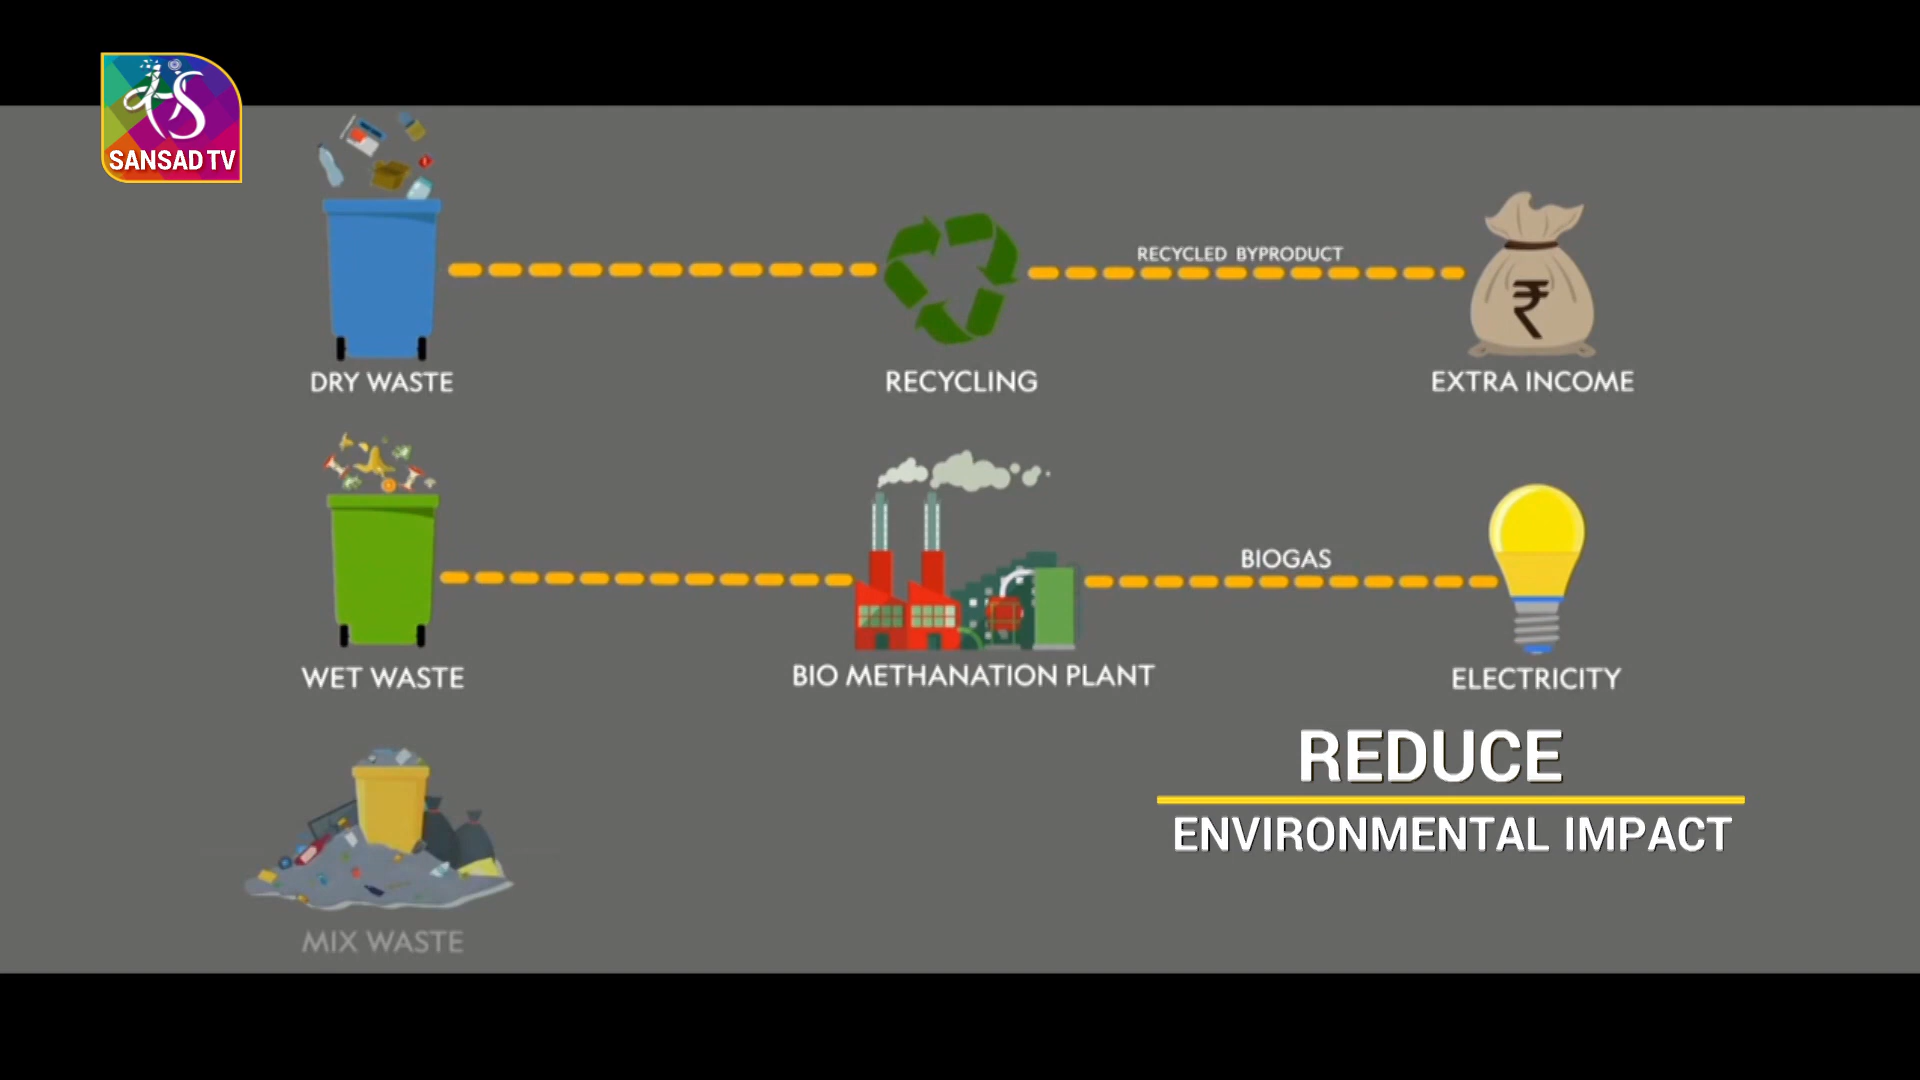 SANSAD TV
RECYCLED BYPRODUCT
₹
DRY WASTE
RECYCLING
EXTRA INCOME
BIOGAS
WET WASTE
BIO METHANATION PLANT
ELECTRICITY
REDUCE
ENVIRONMENTAL IMPACT
MIX WASTE